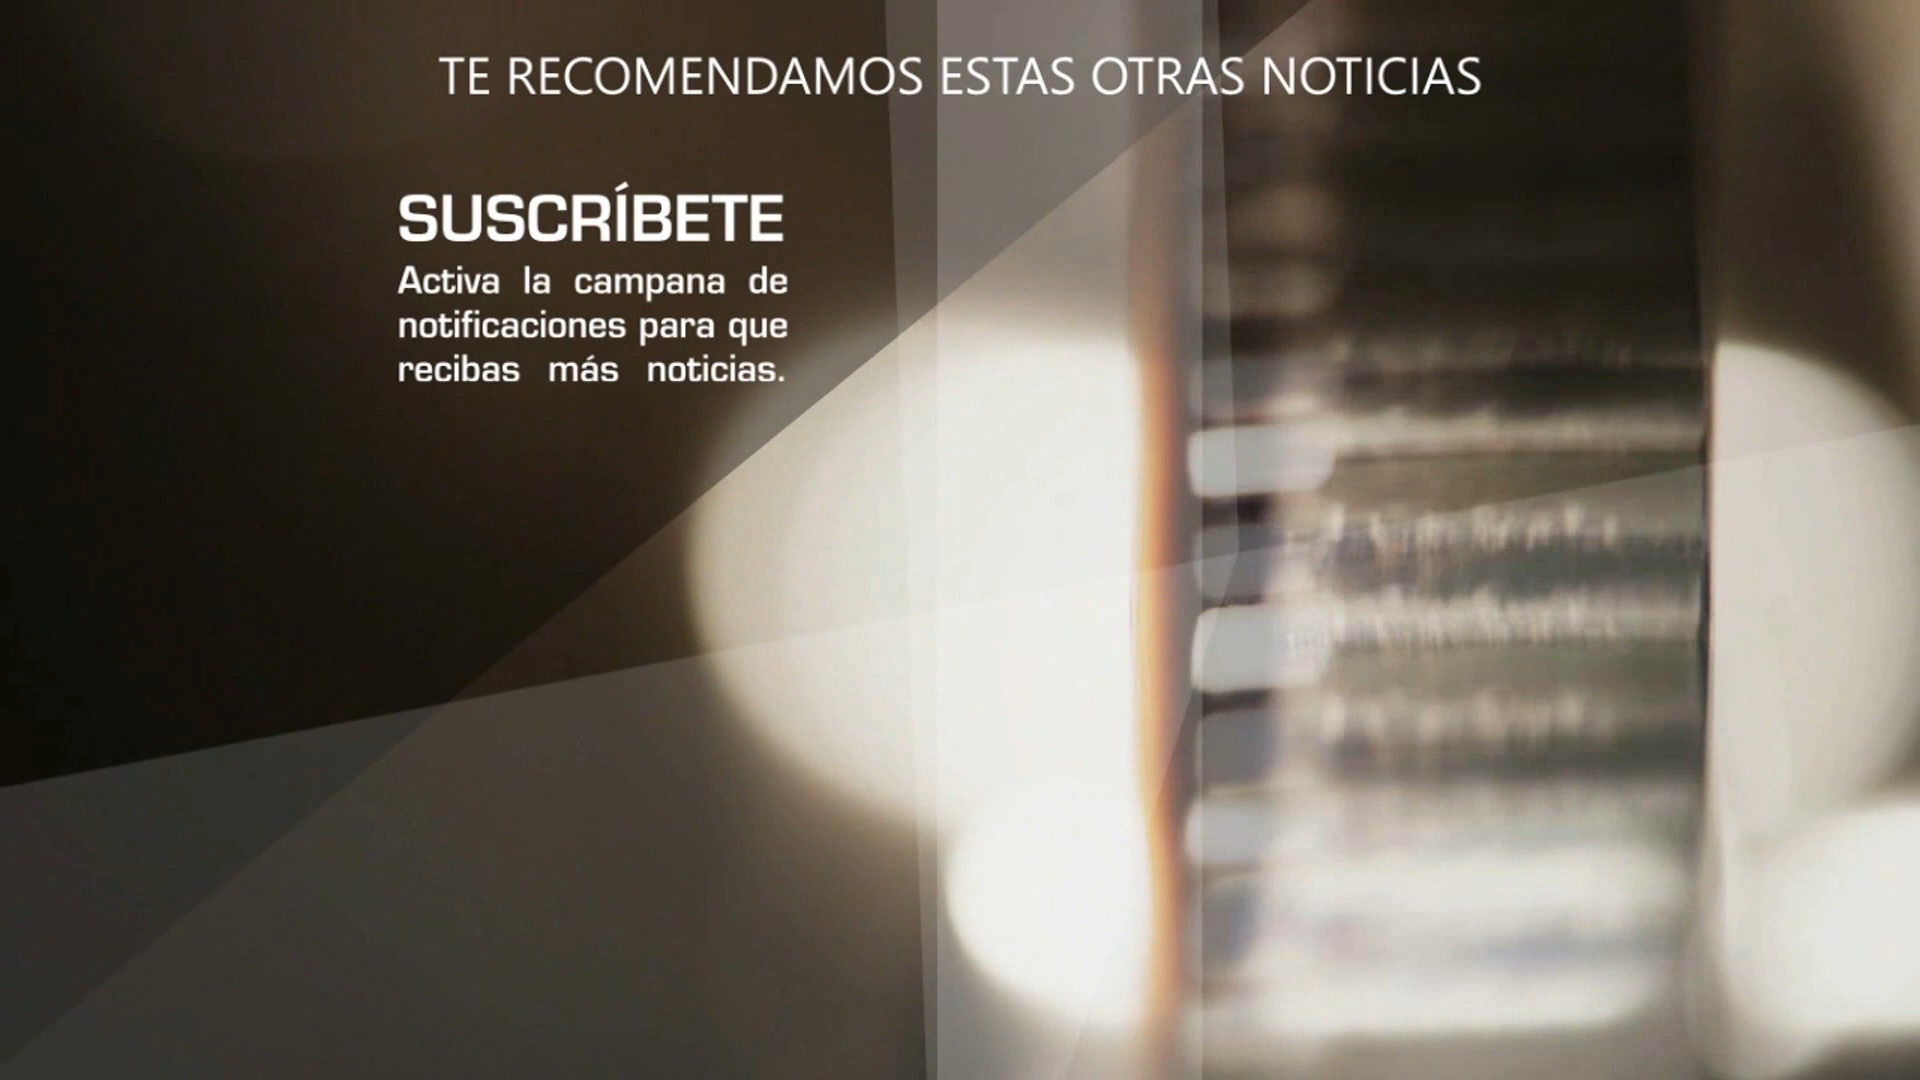 TE RECOMENDAMOS ESTAS OTRAS NOTICIAS
SUSCRÍBETE
Activa la campana de
notificaciones para que
recibas más noticias.